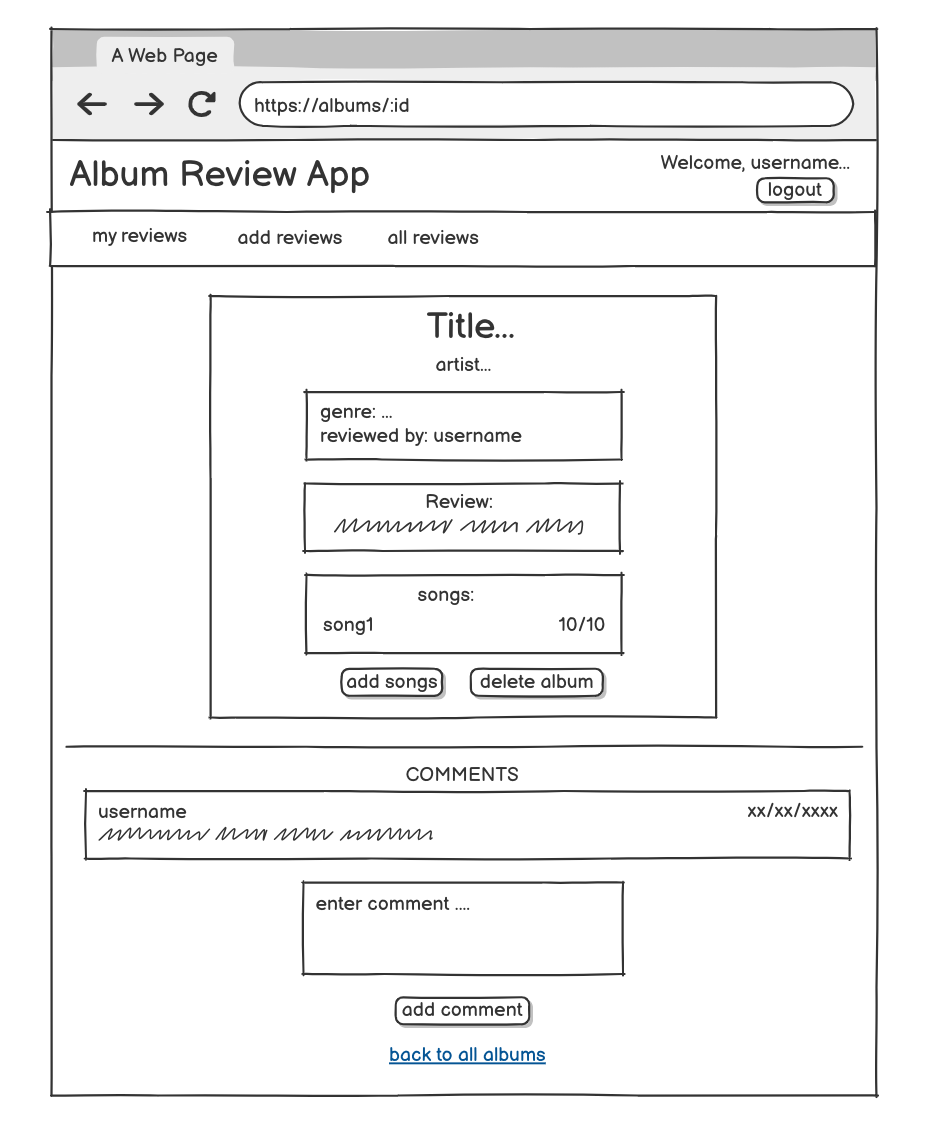 A Web Page
https://albums/:id
Album Review App
Welcome, username...
logout
my reviews
add reviews
all reviews
Title...
artist...
genre: ...
reviewed by: username
Review:
songs:
song1 10/10
add songs
delete album
COMMENTS
username xx/xx/xxxx
enter comment ....
add comment
back to all albums